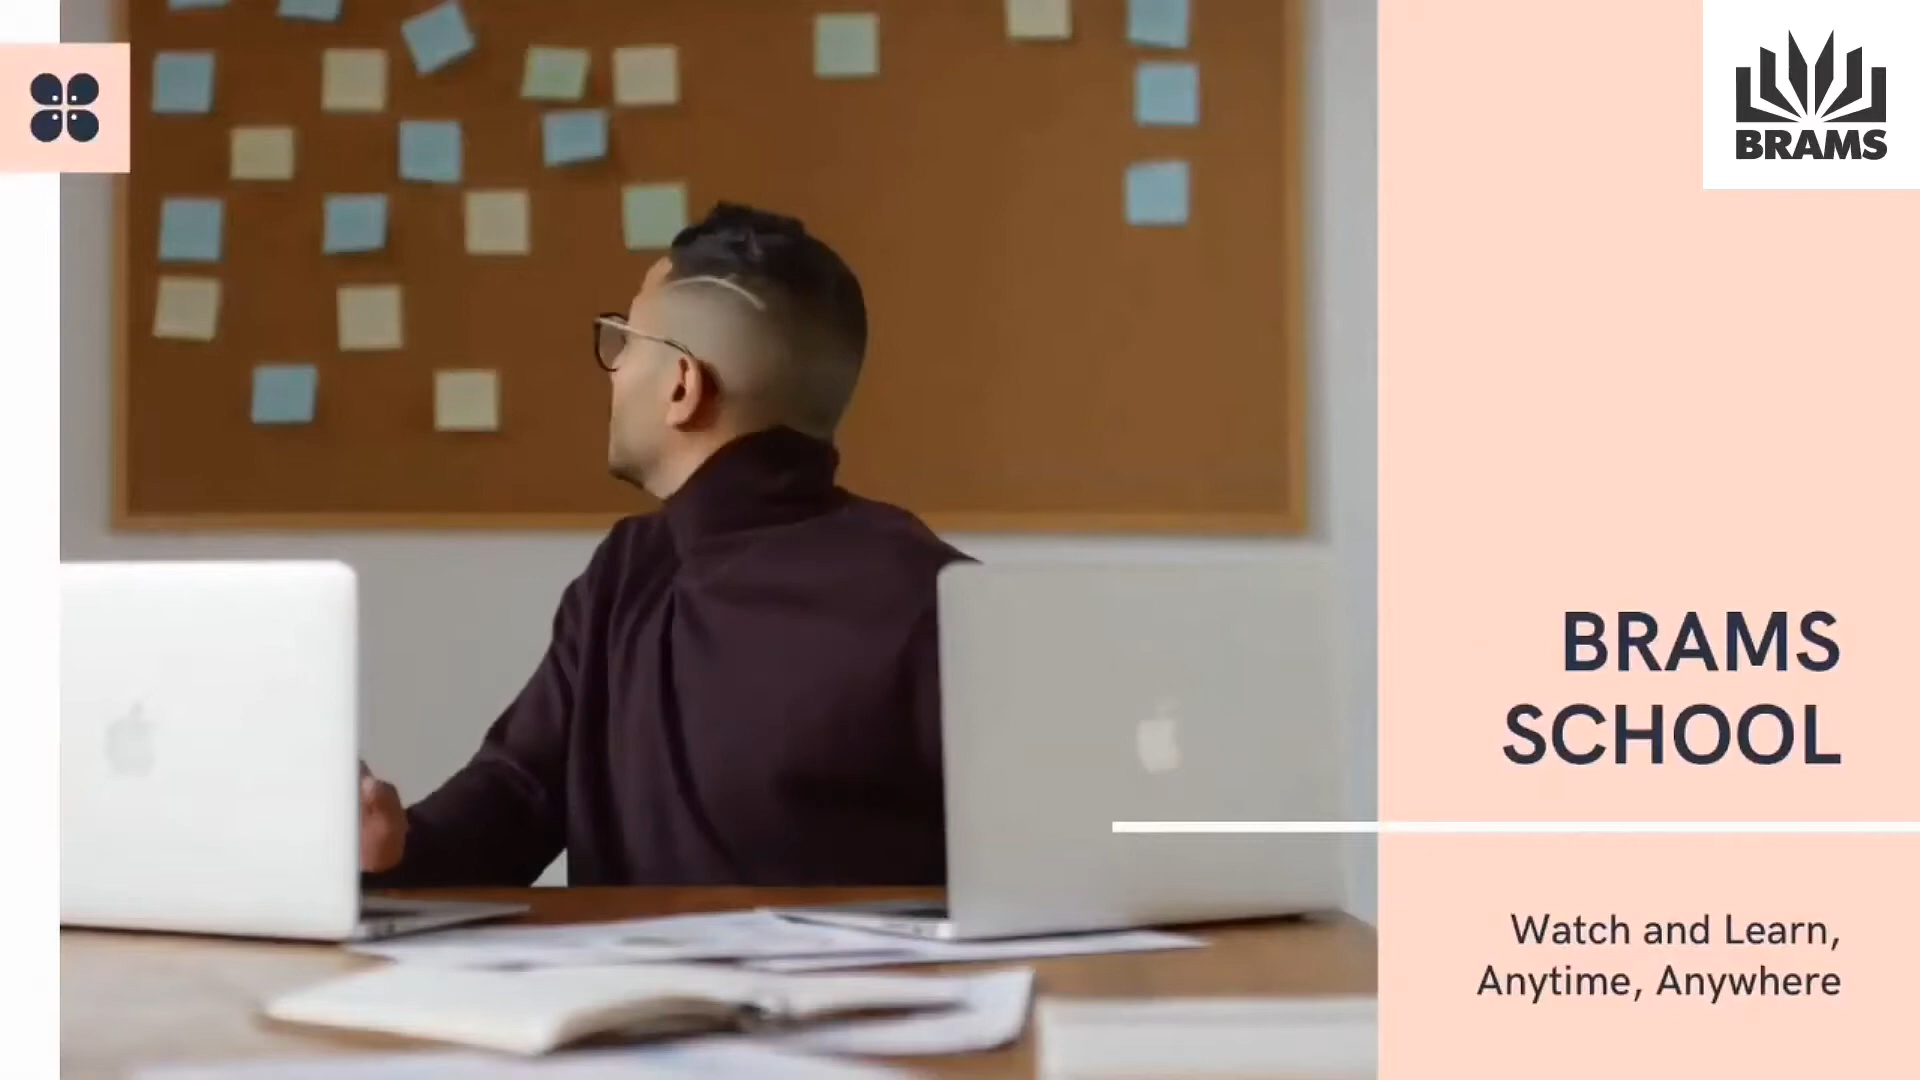 BRAMS
BRAMS
SCHOOL
Watch and Learn,
Anytime, Anywhere